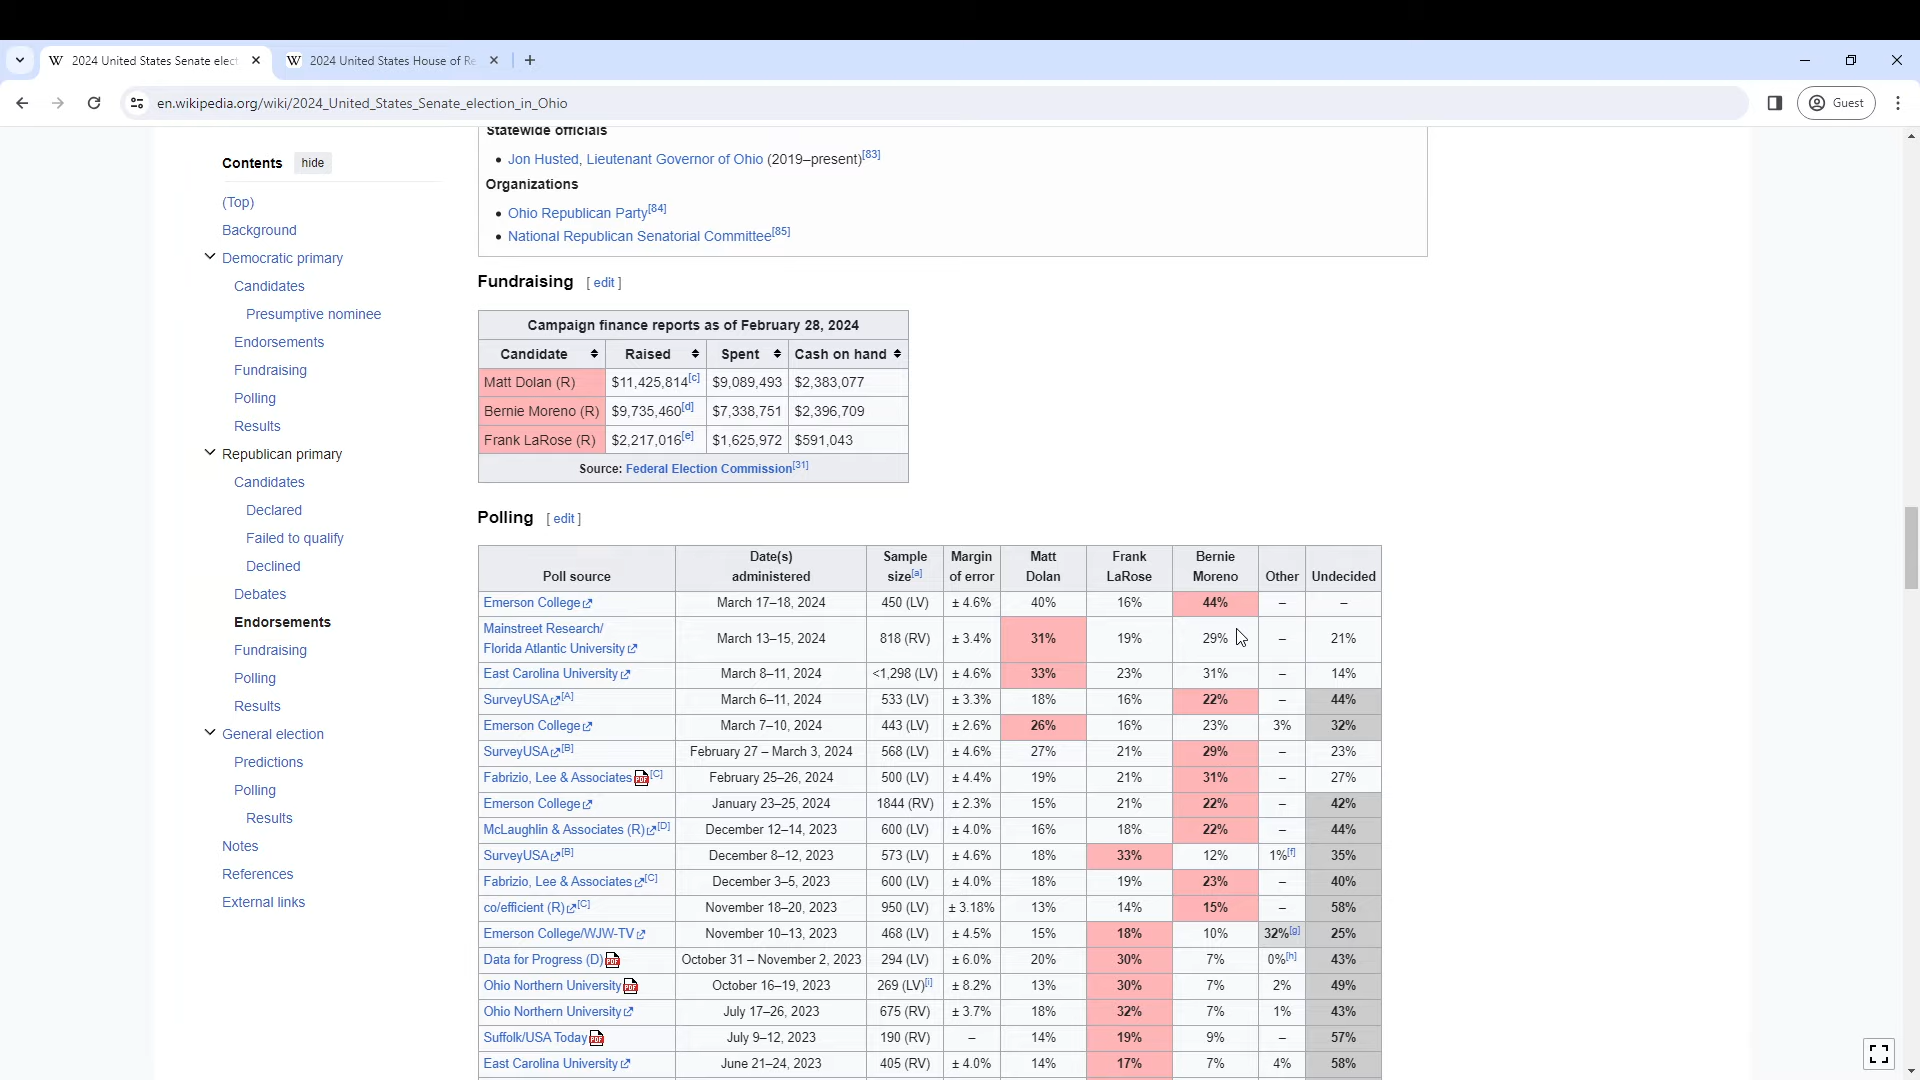 2024 United States Senate elec
2024 United States House of Re
en.wikipedia.org/wiki/2024_United_States_Senate_election_in_Ohio
Guest
Contents hide
(Top)
Background
Democratic primary
Candidates
Presumptive nominee
Endorsements
Fundraising
Polling
Results
Republican primary
Candidates
Declared
Failed to qualify
Declined
Debates
Endorsements
Fundraising
Polling
Results
General election
Predictions
Polling
Results
Notes
References
External links
Statewide officials
• Jon Husted, Lieutenant Governor of Ohio (2019–present)[83]
Organizations
• Ohio Republican Party[84]
• National Republican Senatorial Committee[85]
Fundraising [ edit ]
Campaign finance reports as of February 28, 2024
Candidate Raised Spent Cash on hand
Matt Dolan (R) $11,425,814[c] $9,089,493 $2,383,077
Bernie Moreno (R) $9,735,460[d] $7,338,751 $2,396,709
Frank LaRose (R) $2,217,016[e] $1,625,972 $591,043
Source: Federal Election Commission[31]
Polling [ edit ]
Poll source Date(s) administered Sample size[a] Margin of error Matt Dolan Frank LaRose Bernie Moreno Other Undecided
Emerson College March 17–18, 2024 450 (LV) ± 4.6% 40% 16% 44% – –
Mainstreet Research/
Florida Atlantic University March 13–15, 2024 818 (RV) ± 3.4% 31% 19% 29% – 21%
East Carolina University March 8–11, 2024 <1,298 (LV) ± 4.6% 33% 23% 31% – 14%
SurveyUSA[A] March 6–11, 2024 533 (LV) ± 3.3% 18% 16% 22% – 44%
Emerson College March 7–10, 2024 443 (LV) ± 2.6% 26% 16% 23% 3% 32%
SurveyUSA[B] February 27 – March 3, 2024 568 (LV) ± 4.6% 27% 21% 29% – 23%
Fabrizio, Lee & Associates PDF [C] February 25–26, 2024 500 (LV) ± 4.4% 19% 21% 31% – 27%
Emerson College January 23–25, 2024 1844 (RV) ± 2.3% 15% 21% 22% – 42%
McLaughlin & Associates (R)[D] December 12–14, 2023 600 (LV) ± 4.0% 16% 18% 22% – 44%
SurveyUSA[B] December 8–12, 2023 573 (LV) ± 4.6% 18% 33% 12% 1%[f] 35%
Fabrizio, Lee & Associates[C] December 3–5, 2023 600 (LV) ± 4.0% 18% 19% 23% – 40%
co/efficient (R)[C] November 18–20, 2023 950 (LV) ± 3.18% 13% 14% 15% – 58%
Emerson College/WJW-TV November 10–13, 2023 468 (LV) ± 4.5% 15% 18% 10% 32%[g] 25%
Data for Progress (D) PDF October 31 – November 2, 2023 294 (LV) ± 6.0% 20% 30% 7% 0%[h] 43%
Ohio Northern University PDF October 16–19, 2023 269 (LV)[i] ± 8.2% 13% 30% 7% 2% 49%
Ohio Northern University July 17–26, 2023 675 (RV) ± 3.7% 18% 32% 7% 1% 43%
Suffolk/USA Today PDF July 9–12, 2023 190 (RV) – 14% 19% 9% – 57%
East Carolina University June 21–24, 2023 405 (RV) ± 4.0% 14% 17% 7% 4% 58%